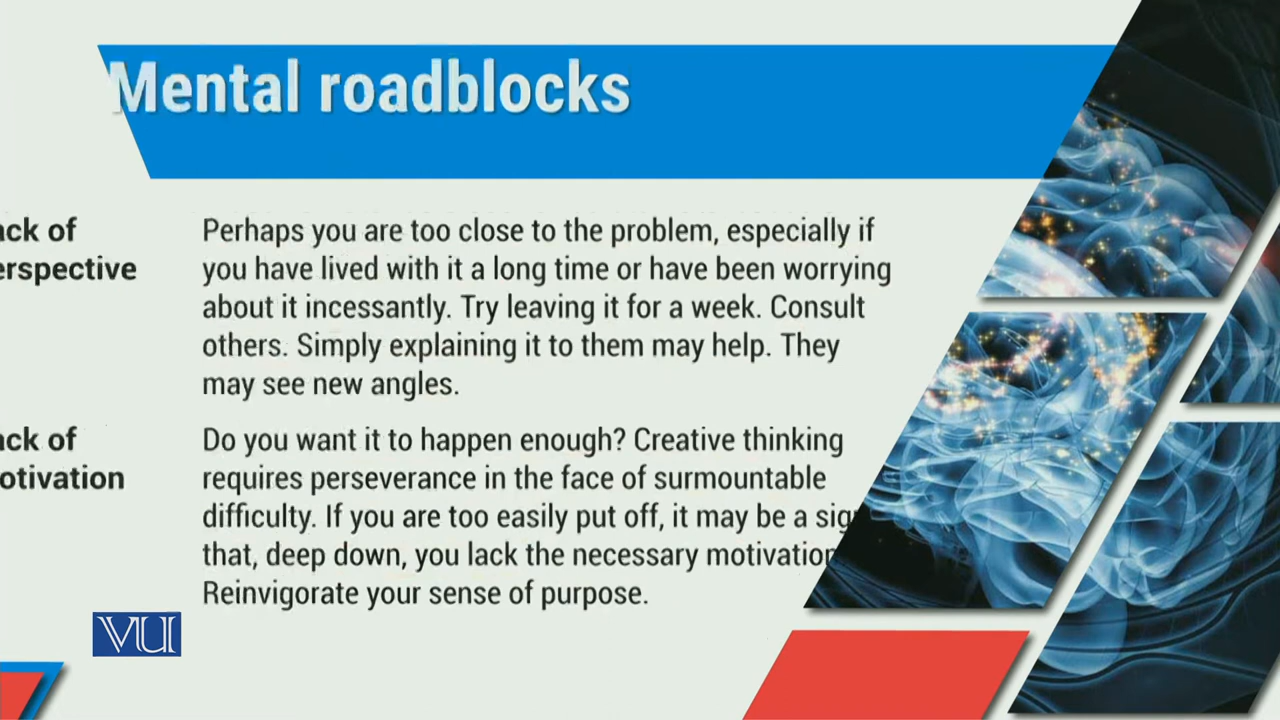 Mental roadblocks
ack of
erspective
Perhaps you are too close to the problem, especially if
you have lived with it a long time or have been worrying
about it incessantly. Try leaving it for a week. Consult
others. Simply explaining it to them may help. They
may see new angles.
ack of
otivation
Do you want it to happen enough? Creative thinking
requires perseverance in the face of surmountable
difficulty. If you are too easily put off, it may be a sig
that, deep down, you lack the necessary motivation
Reinvigorate your sense of purpose.
VU